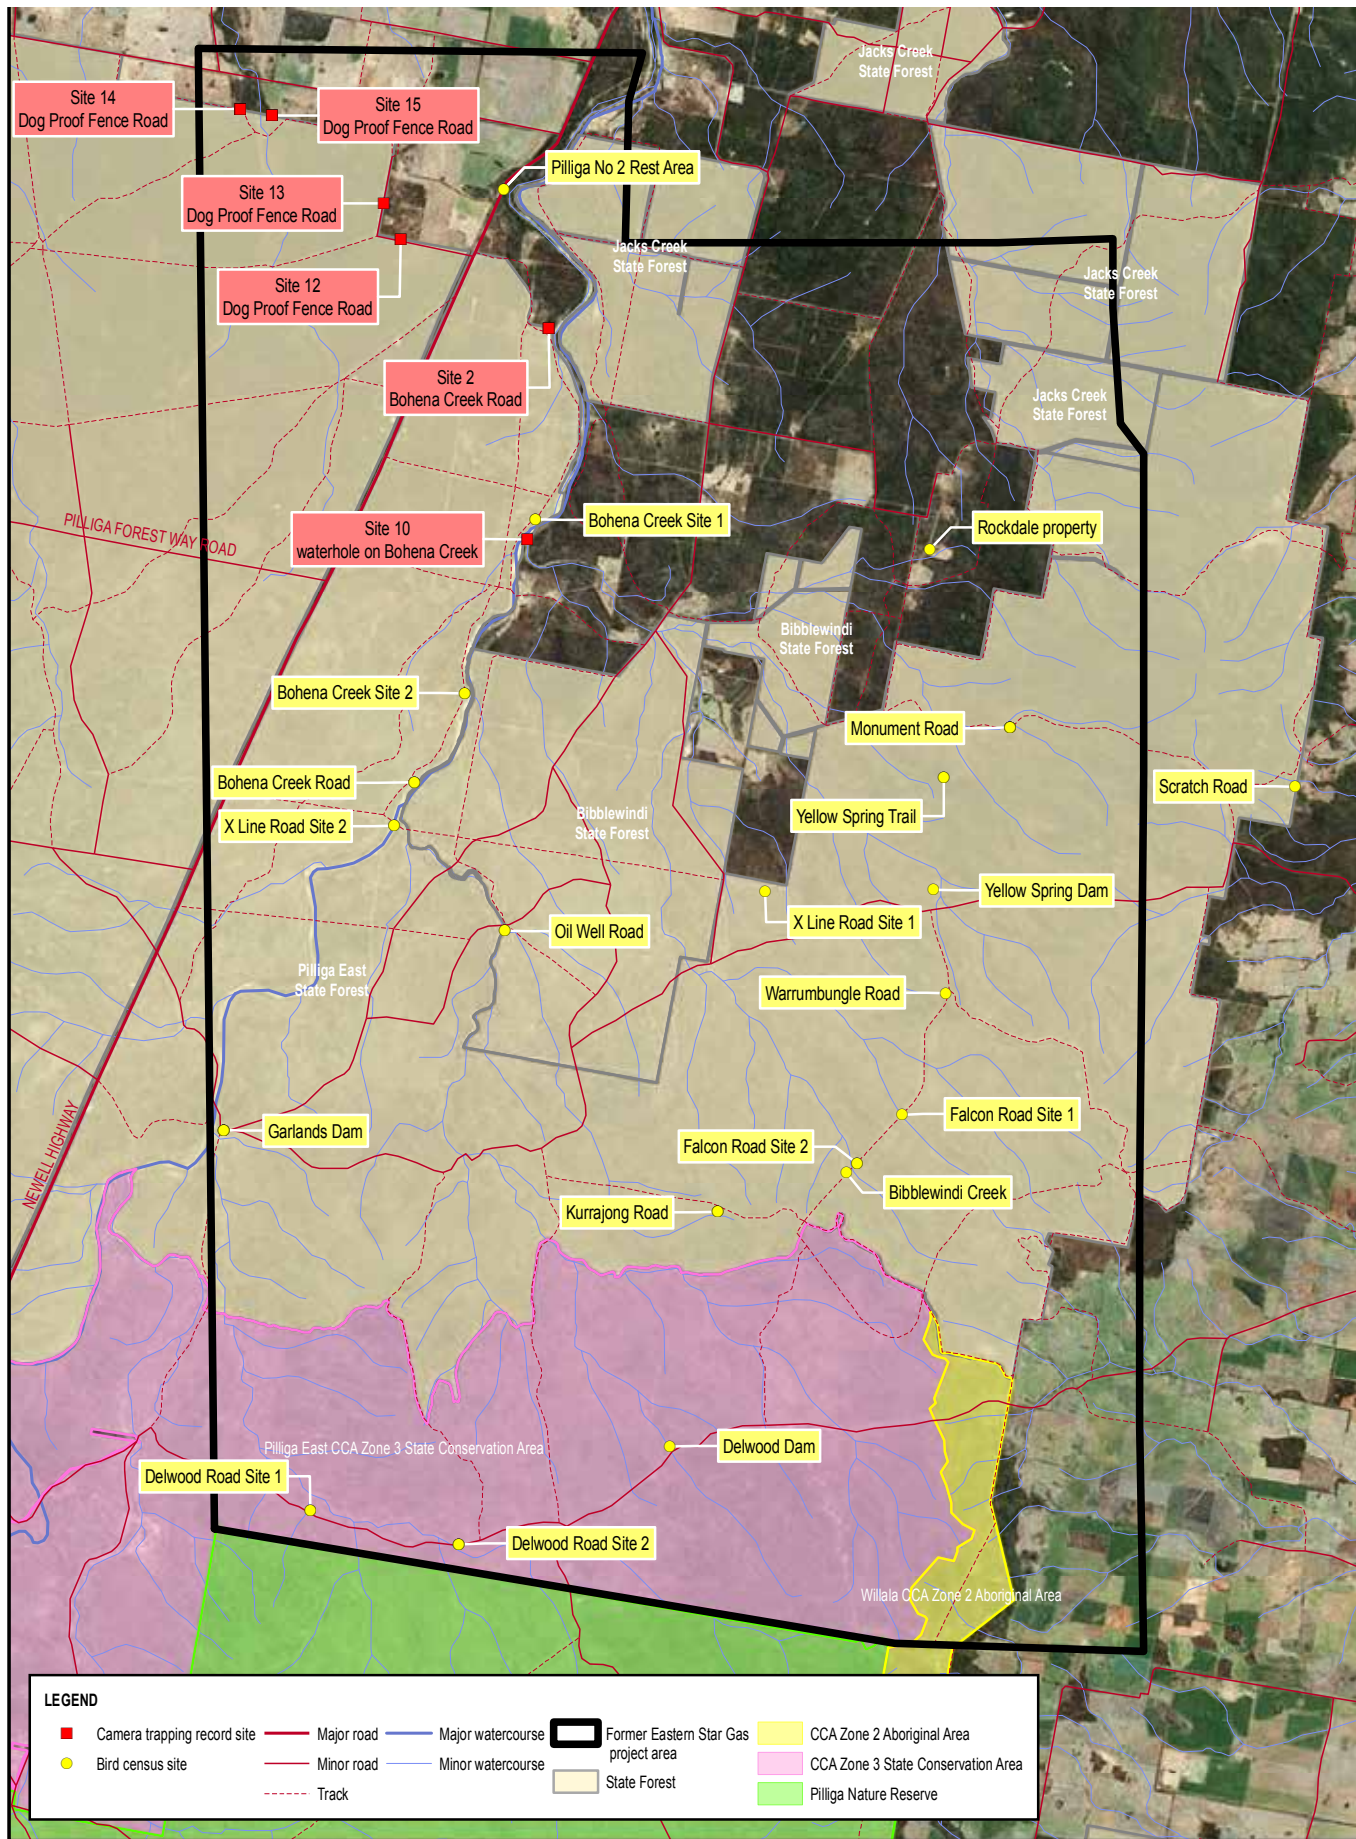 Jacks Creek
State Forest
Site 14
Dog Proof Fence Road
Site 15
Dog Proof Fence Road
Pilliga No 2 Rest Area
Site 13
Dog Proof Fence Road
Jacks Creek
State Forest
Jacks Creek
State Forest
Site 12
Dog Proof Fence Road
Site 2
Bohena Creek Road
Jacks Creek
State Forest
PILLIGA FOREST WAY ROAD
Site 10
waterhole on Bohena Creek
Bohena Creek Site 1
Rockdale property
Bibblewindi
State Forest
Bohena Creek Site 2
Monument Road
Bohena Creek Road
Scratch Road
X Line Road Site 2
Bibblewindi
State Forest
Yellow Spring Trail
Yellow Spring Dam
X Line Road Site 1
Oil Well Road
Pilliga East
State Forest
Warrumbungle Road
NEWELL HIGHWAY
Garlands Dam
Falcon Road Site 1
Falcon Road Site 2
Bibblewindi Creek
Kurrajong Road
Pilliga East CCA Zone 3 State Conservation Area
Delwood Dam
Delwood Road Site 1
Delwood Road Site 2
Willala CCA Zone 2 Aboriginal Area
LEGEND
Camera trapping record site
Bird census site
Major road
Minor road
Track
Major watercourse
Minor watercourse
Former Eastern Star Gas
project area
State Forest
CCA Zone 2 Aboriginal Area
CCA Zone 3 State Conservation Area
Pilliga Nature Reserve